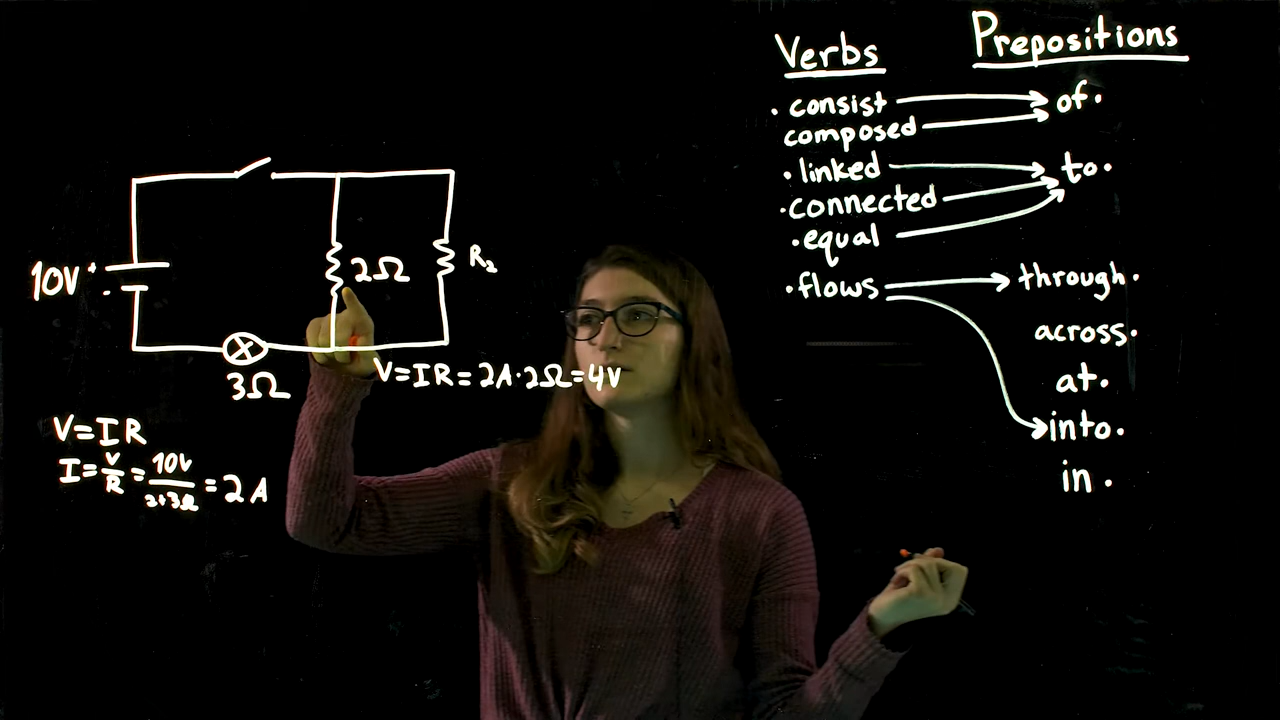 10V + -
2Ω
R₂
3Ω
V=IR=2A·2Ω=4V
V=IR
I=V/R=10V/2+3Ω=2A
Verbs
· consist
composed
· linked
· connected
· equal
· flows
Prepositions
of.
to.
through.
across.
at.
into.
in.